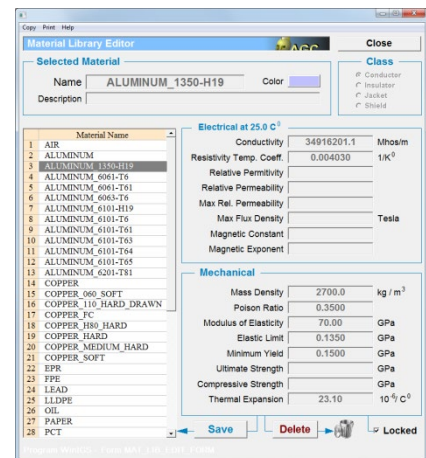 Copy Print Help
Material Library Editor
Close
Selected Material
Name ALUMINUM_1350-H19 Color
Description
Class
Conductor
Insulator
Jacket
Shield
Material Name
1 AIR
2 ALUMINUM
3 ALUMINUM_1350-H19
4 ALUMINUM_6061-T6
5 ALUMINUM_6061-T61
6 ALUMINUM_6063-T6
7 ALUMINUM_6101-H19
8 ALUMINUM_6101-T6
9 ALUMINUM_6101-T61
10 ALUMINUM_6101-T63
11 ALUMINUM_6101-T64
12 ALUMINUM_6101-T65
13 ALUMINUM_6201-T81
14 COPPER
15 COPPER_060_SOFT
16 COPPER_110_HARD_DRAWN
17 COPPER_FC
18 COPPER_H80_HARD
19 COPPER_HARD
20 COPPER_MEDIUM_HARD
21 COPPER_SOFT
22 EPR
23 FPE
24 LEAD
25 LLDPE
26 OIL
27 PAPER
28 PCT
Electrical at 25.0 C⁰
Conductivity 34916201.1 Mhos/m
Resistivity Temp. Coeff. 0.004030 1/K⁰
Relative Permitivity
Relative Permeability
Max Rel. Permeability
Max Flux Density Tesla
Magnetic Constant
Magnetic Exponent
Mechanical
Mass Density 2700.0 kg / m³
Poison Ratio 0.3500
Modulus of Elasticity 70.00 GPa
Elastic Limit 0.1350 GPa
Minimum Yield 0.1500 GPa
Ultimate Strength GPa
Compressive Strength GPa
Thermal Expansion 23.10 10⁻⁶/ C⁰
Save Delete Locked